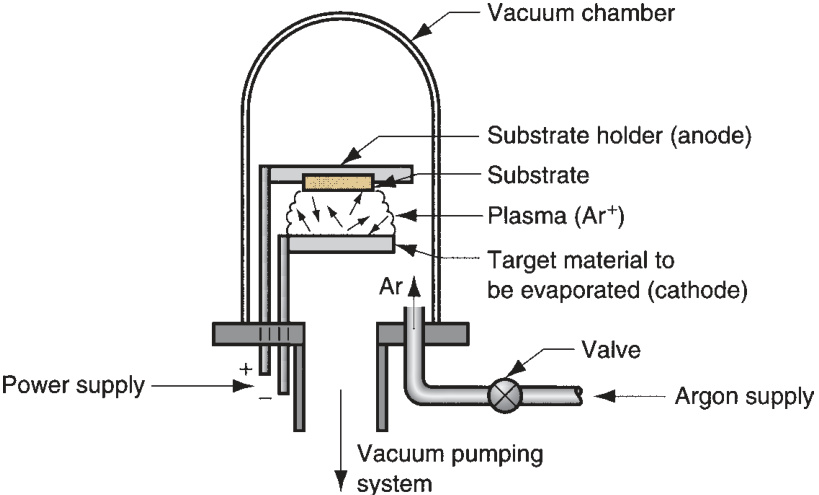 Vacuum chamber
Substrate holder (anode)
Substrate
Plasma (Ar⁺)
Target material to
be evaporated (cathode)
Ar
Valve
+
Power supply
−
Argon supply
Vacuum pumping
system